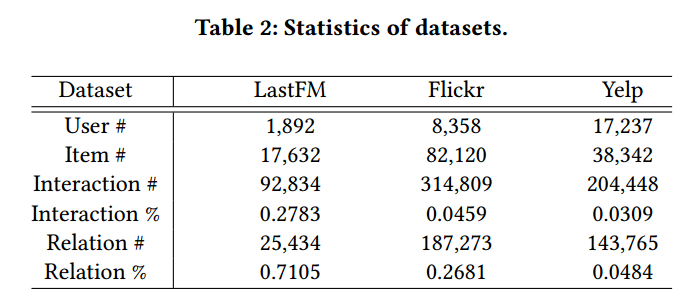 Table 2: Statistics of datasets.
Dataset LastFM Flickr Yelp
User # 1,892 8,358 17,237
Item # 17,632 82,120 38,342
Interaction # 92,834 314,809 204,448
Interaction % 0.2783 0.0459 0.0309
Relation # 25,434 187,273 143,765
Relation % 0.7105 0.2681 0.0484